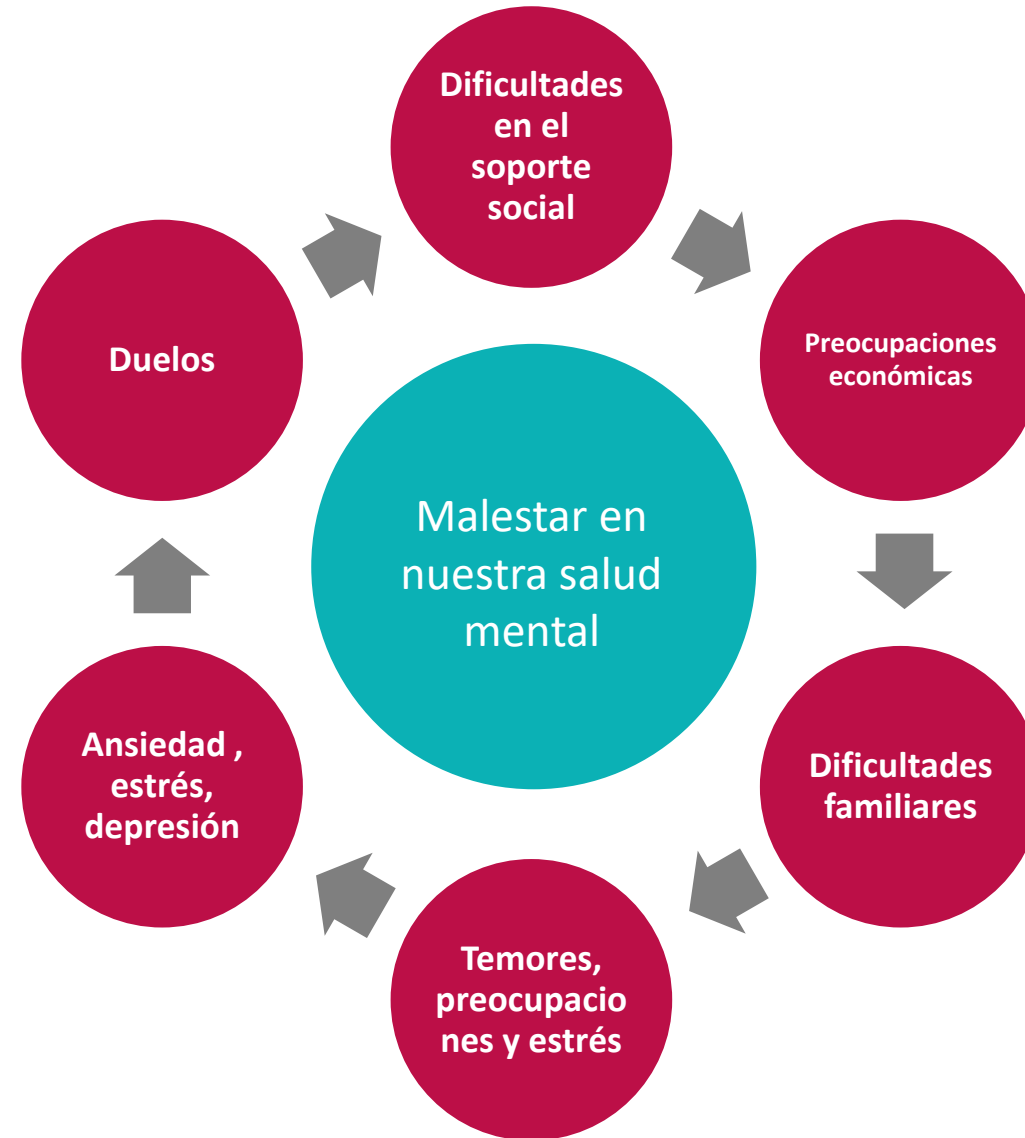 Dificultades
en el
soporte
social
Preocupaciones
económicas
Dificultades
familiares
Temores,
preocupacio
nes y estrés
Ansiedad ,
estrés,
depresión
Duelos
Malestar en
nuestra salud
mental